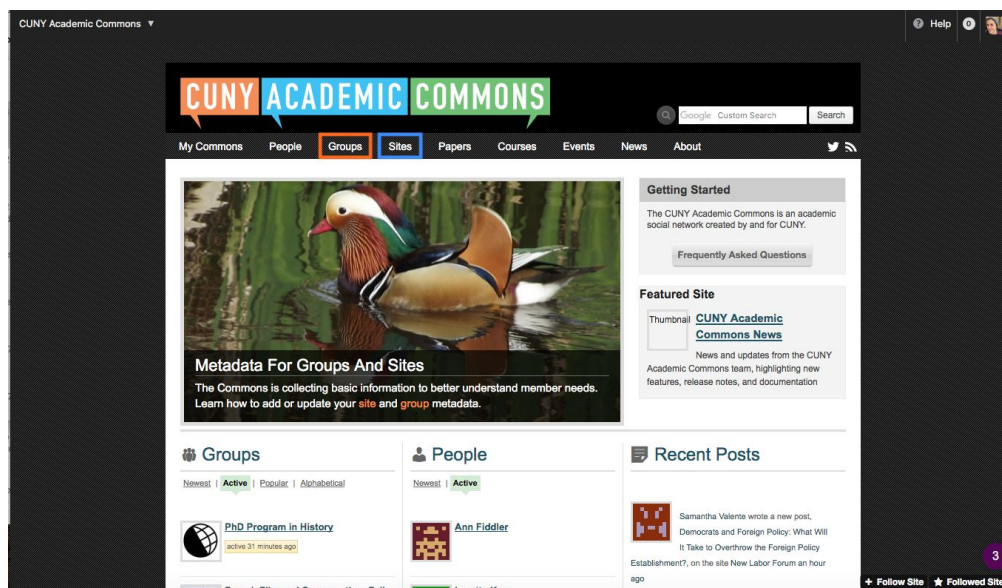 CUNY Academic Commons ▼
Help 0
CUNY ACADEMIC COMMONS
Google Custom Search Search
My Commons People Groups Sites Papers Courses Events News About
Getting Started
The CUNY Academic Commons is an academic
social network created by and for CUNY.
Frequently Asked Questions
Featured Site
Thumbnail
CUNY Academic
Commons News
News and updates from the CUNY
Academic Commons team, highlighting new
features, release notes, and documentation
Metadata For Groups And Sites
The Commons is collecting basic information to better understand member needs.
Learn how to add or update your site and group metadata.
Groups
Newest | Active | Popular | Alphabetical
PhD Program in History
active 31 minutes ago
People
Newest | Active
Ann Fiddler
Recent Posts
Samantha Valente wrote a new post,
Democrats and Foreign Policy: What Will
It Take to Overthrow the Foreign Policy
Establishment?, on the site New Labor Forum an hour
ago
3
+ Follow Site ★ Followed Site